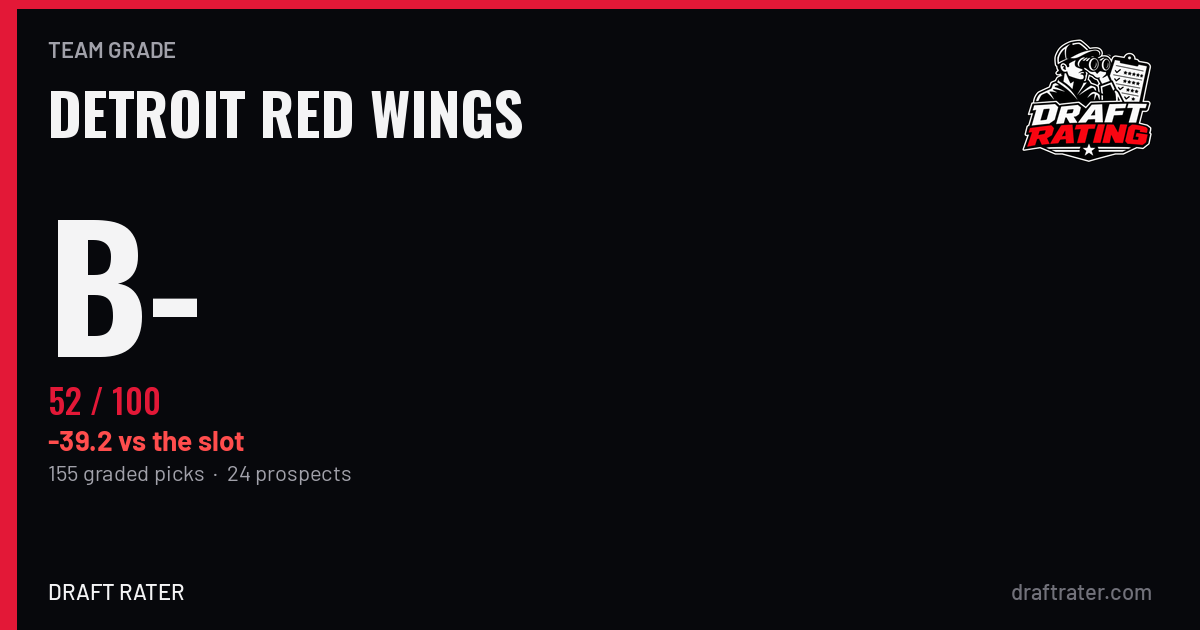 TEAM GRADE
DETROIT RED WINGS
DRAFT
RATING
B-
52 / 100
-39.2 vs the slot
155 graded picks · 24 prospects
DRAFT RATER
draftrater.com